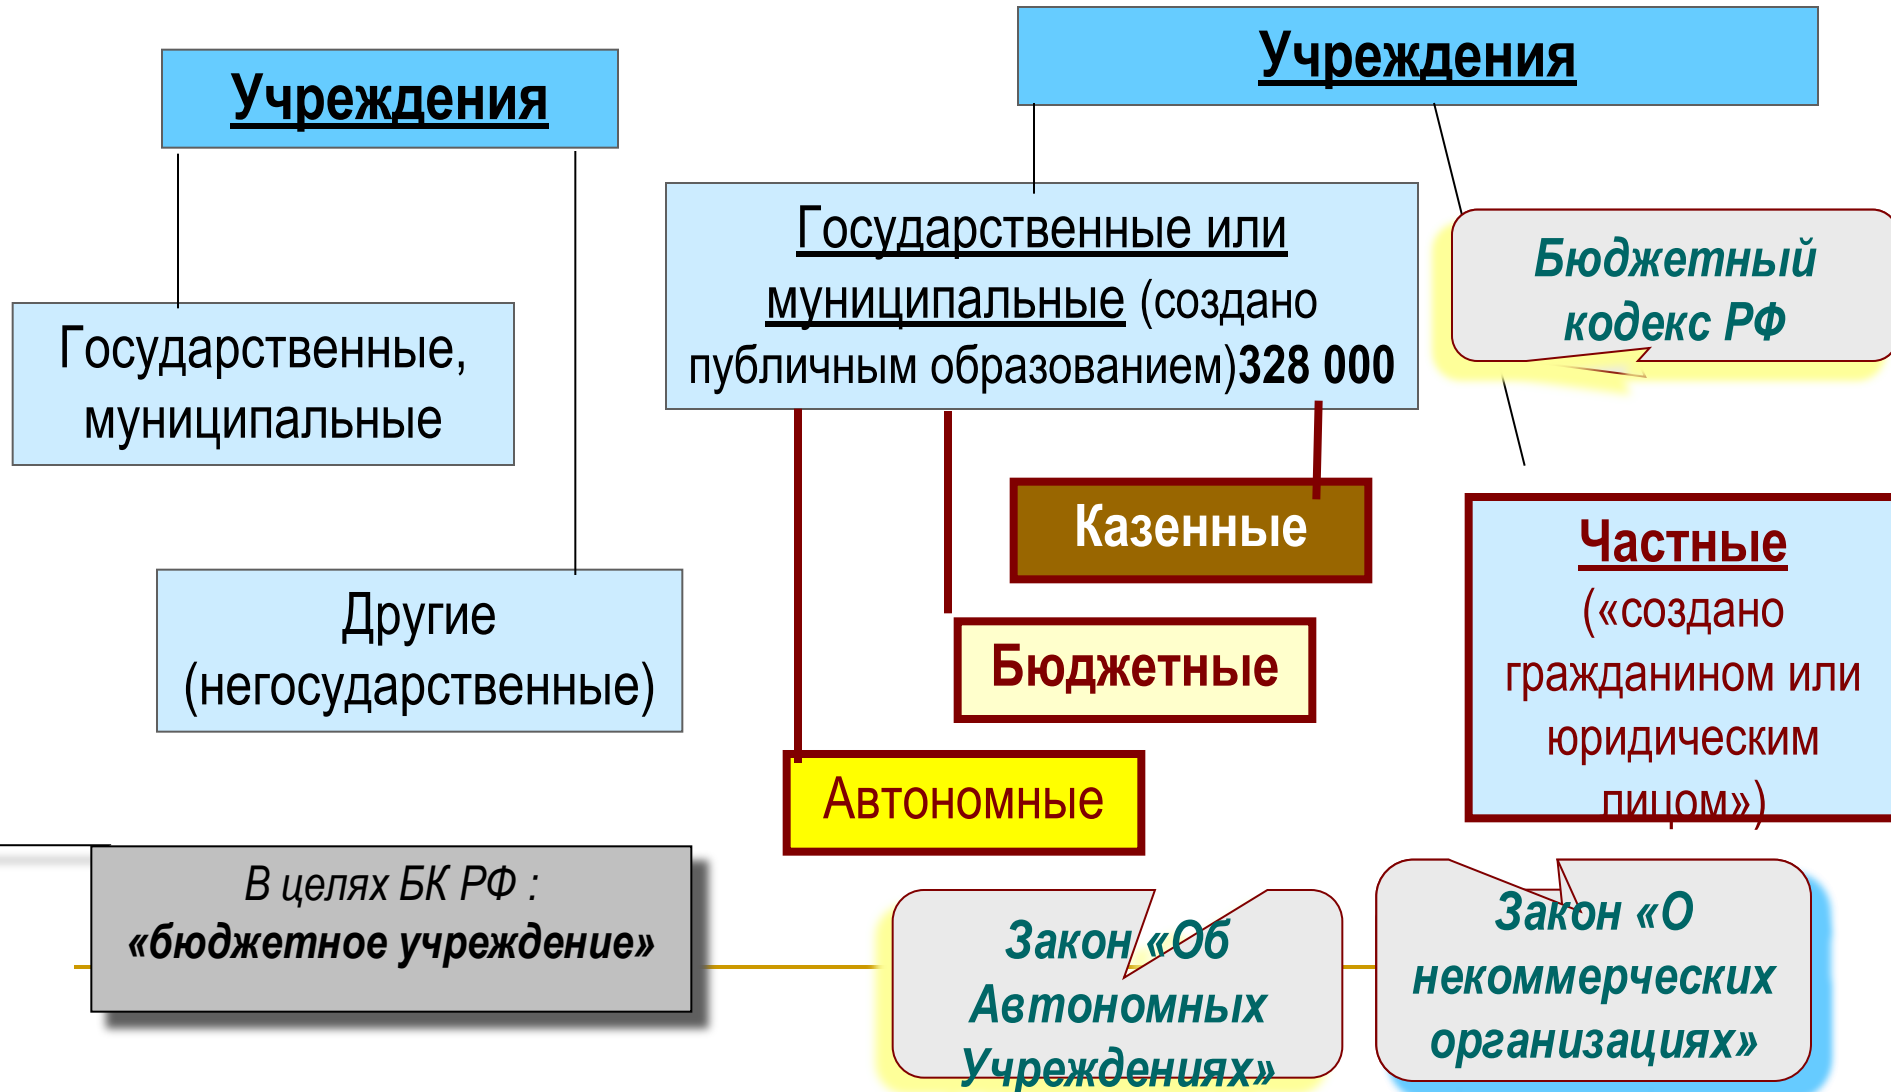 Учреждения
Государственные,
муниципальные
Другие
(негосударственные)
В целях БК РФ :
«бюджетное учреждение»
Учреждения
Государственные или
муниципальные (создано
публичным образованием)328 000
Бюджетный
кодекс РФ
Казенные
Бюджетные
Автономные
Частные
(«создано
гражданином или
юридическим
лицом»)
Закон «Об
Автономных
Учреждениях»
Закон «О
некоммерческих
организациях»